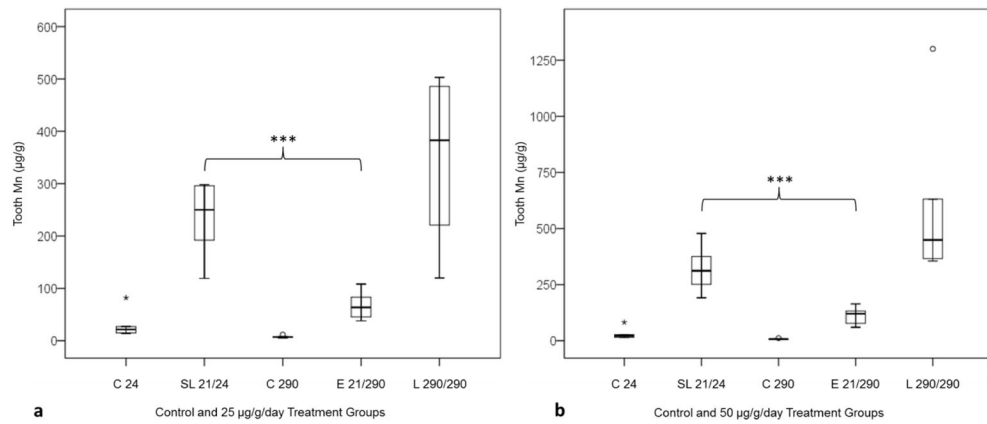 600
500
400
300
200
100
0
Tooth Mn (µg/g)
***
*
C 24
SL 21/24
C 290
E 21/290
L 290/290
a
Control and 25 µg/g/day Treatment Groups
1250
1000
750
500
250
0
Tooth Mn (µg/g)
***
*
C 24
SL 21/24
C 290
E 21/290
L 290/290
b
Control and 50 µg/g/day Treatment Groups